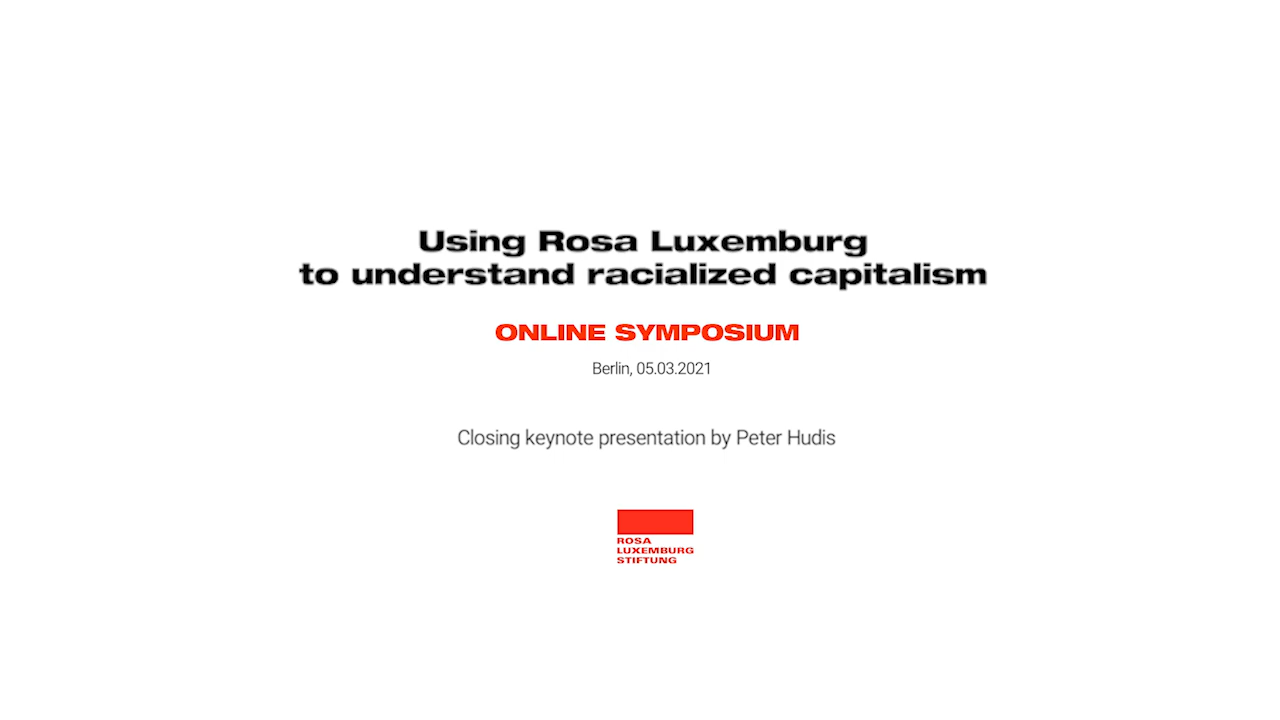 Using Rosa Luxemburg
to understand racialized capitalism
ONLINE SYMPOSIUM
Berlin, 05.03.2021
Closing keynote presentation by Peter Hudis
ROSA
LUXEMBURG
STIFTUNG